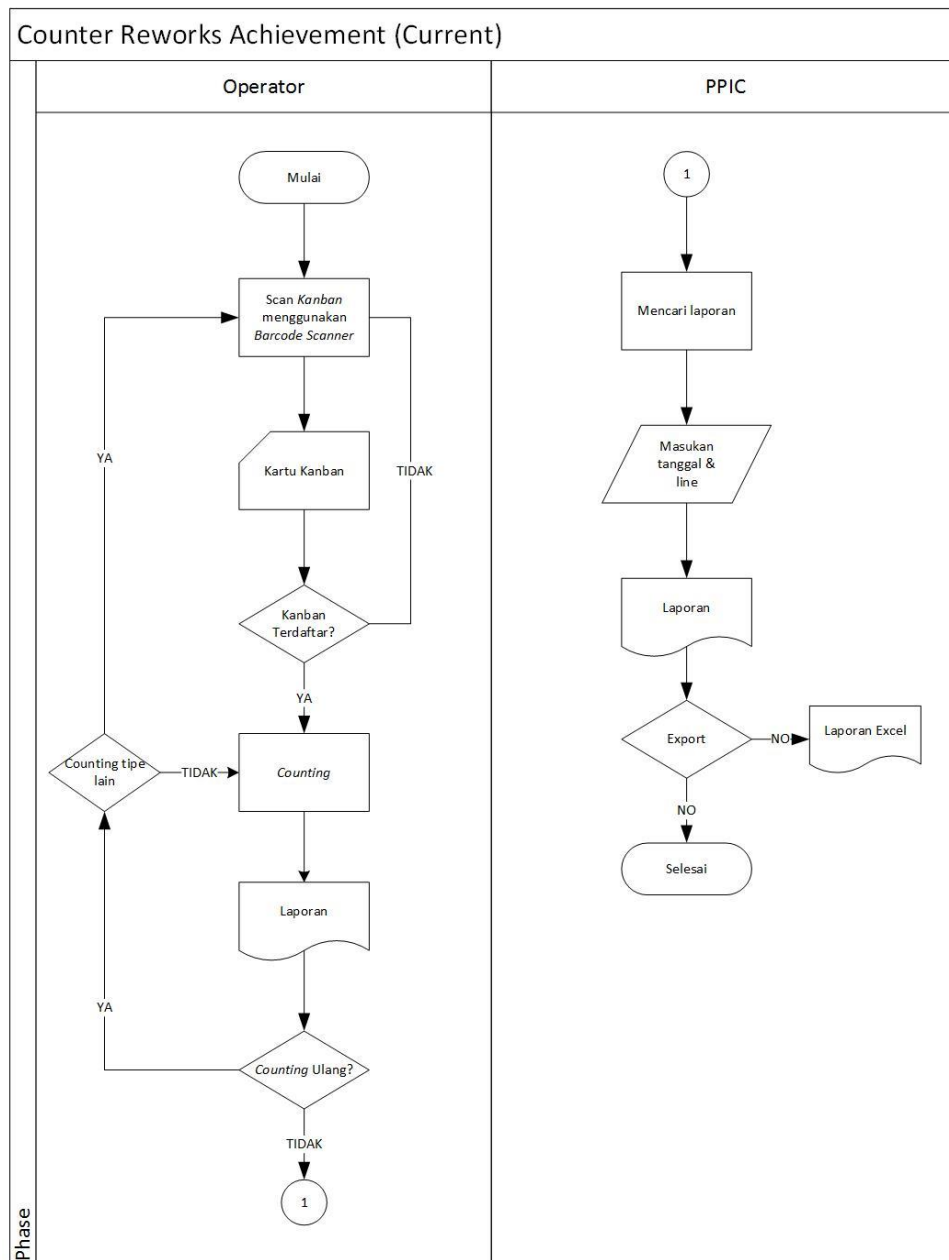 Counter Reworks Achievement (Current)
Operator
PPIC
Phase
Mulai
Scan Kanban
menggunakan
Barcode Scanner
Kartu Kanban
TIDAK
YA
Kanban
Terdaftar?
YA
Counting tipe
lain
TIDAK
Counting
Laporan
YA
Counting Ulang?
TIDAK
1
1
Mencari laporan
Masukan
tanggal &
line
Laporan
Export
NO
Laporan Excel
NO
Selesai